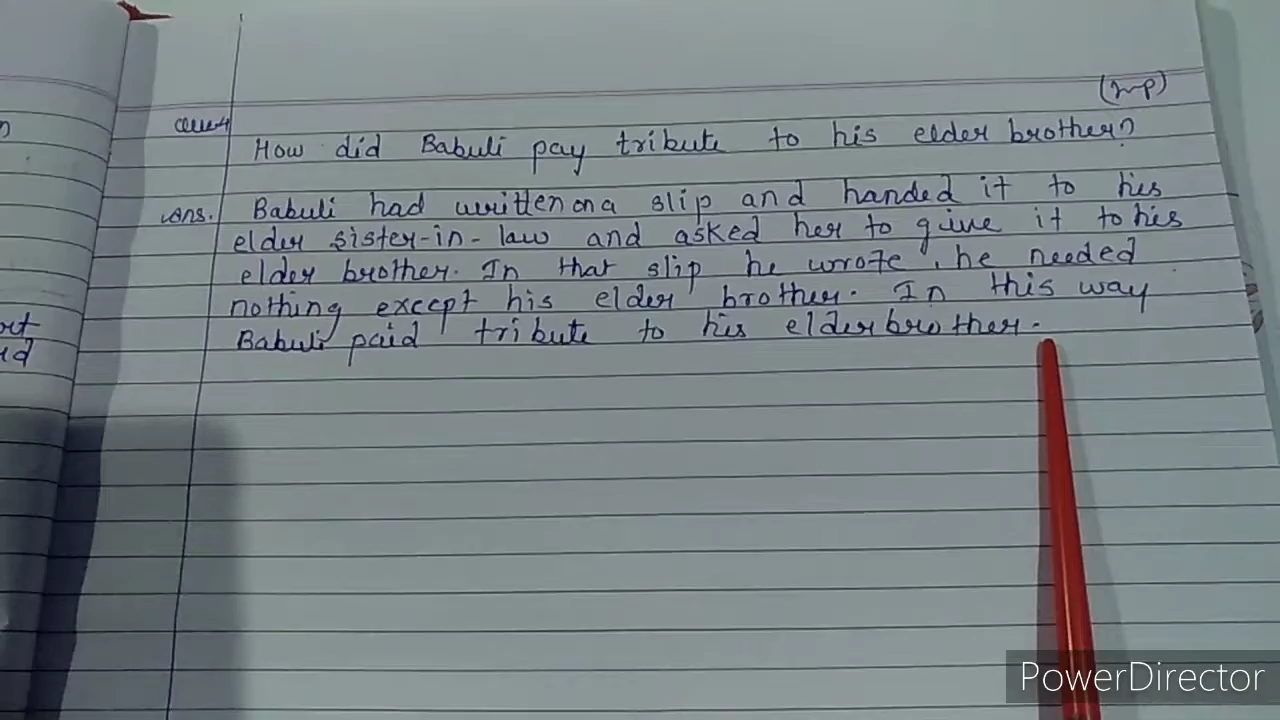 (Imp)
Ques-4
How did Babuli pay tribute to his elder brother?
Ans. Babuli had written on a slip and handed it to his
elder sister-in-law and asked her to give it to his
elder brother. In that slip he wrote, he needed
nothing except his elder brother. In this way
Babuli paid tribute to his elder brother.
PowerDirector